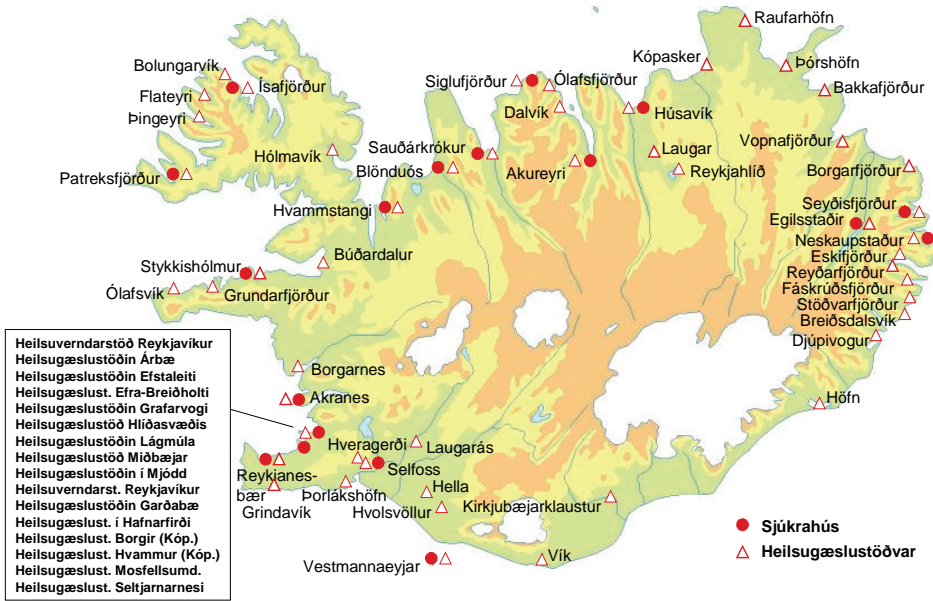 Raufarhöfn
Kópasker
Þórshöfn
Bolungarvík
Ísafjörður
Siglufjörður
Ólafsfjörður
Bakkafjörður
Flateyri
Dalvík
Húsavík
Þingeyri
Vopnafjörður
Hólmavík
Sauðárkrókur
Laugar
Blönduós
Akureyri
Reykjahlíð
Borgarfjörður
Patreksfjörður
Seyðisfjörður
Hvammstangi
Egilsstaðir
Neskaupstaður
Búðardalur
Eskifjörður
Stykkishólmur
Reyðarfjörður
Ólafsvík
Grundarfjörður
Fáskrúðsfjörður
Stöðvarfjörður
Breiðsdalsvík
Djúpivogur
Heilsuverndarstöð Reykjavíkur
Heilsugæslustöðin Árbæ
Heilsugæslustöðin Efstaleiti
Heilsugæslust. Efra-Breiðholti
Heilsugæslustöðin Grafarvogi
Heilsugæslustöð Hlíðasvæðis
Heilsugæslustöðin Lágmúla
Heilsugæslustöð Miðbæjar
Heilsugæslustöðin í Mjódd
Heilsuverndarst. Reykjavíkur
Heilsugæslustöðin Garðabæ
Heilsugæslust. í Hafnarfirði
Heilsugæslust. Borgir (Kóp.)
Heilsugæslust. Hvammur (Kóp.)
Heilsugæslust. Mosfellsumd.
Heilsugæslust. Seltjarnarnesi
Borgarnes
Akranes
Höfn
Hveragerði
Laugarás
Selfoss
Reykjanes-
bær
Þorlákshöfn
Hella
Grindavík
Hvolsvöllur
Kirkjubæjarklaustur
Vestmannaeyjar
Vík
Sjúkrahús
Heilsugæslustöðvar